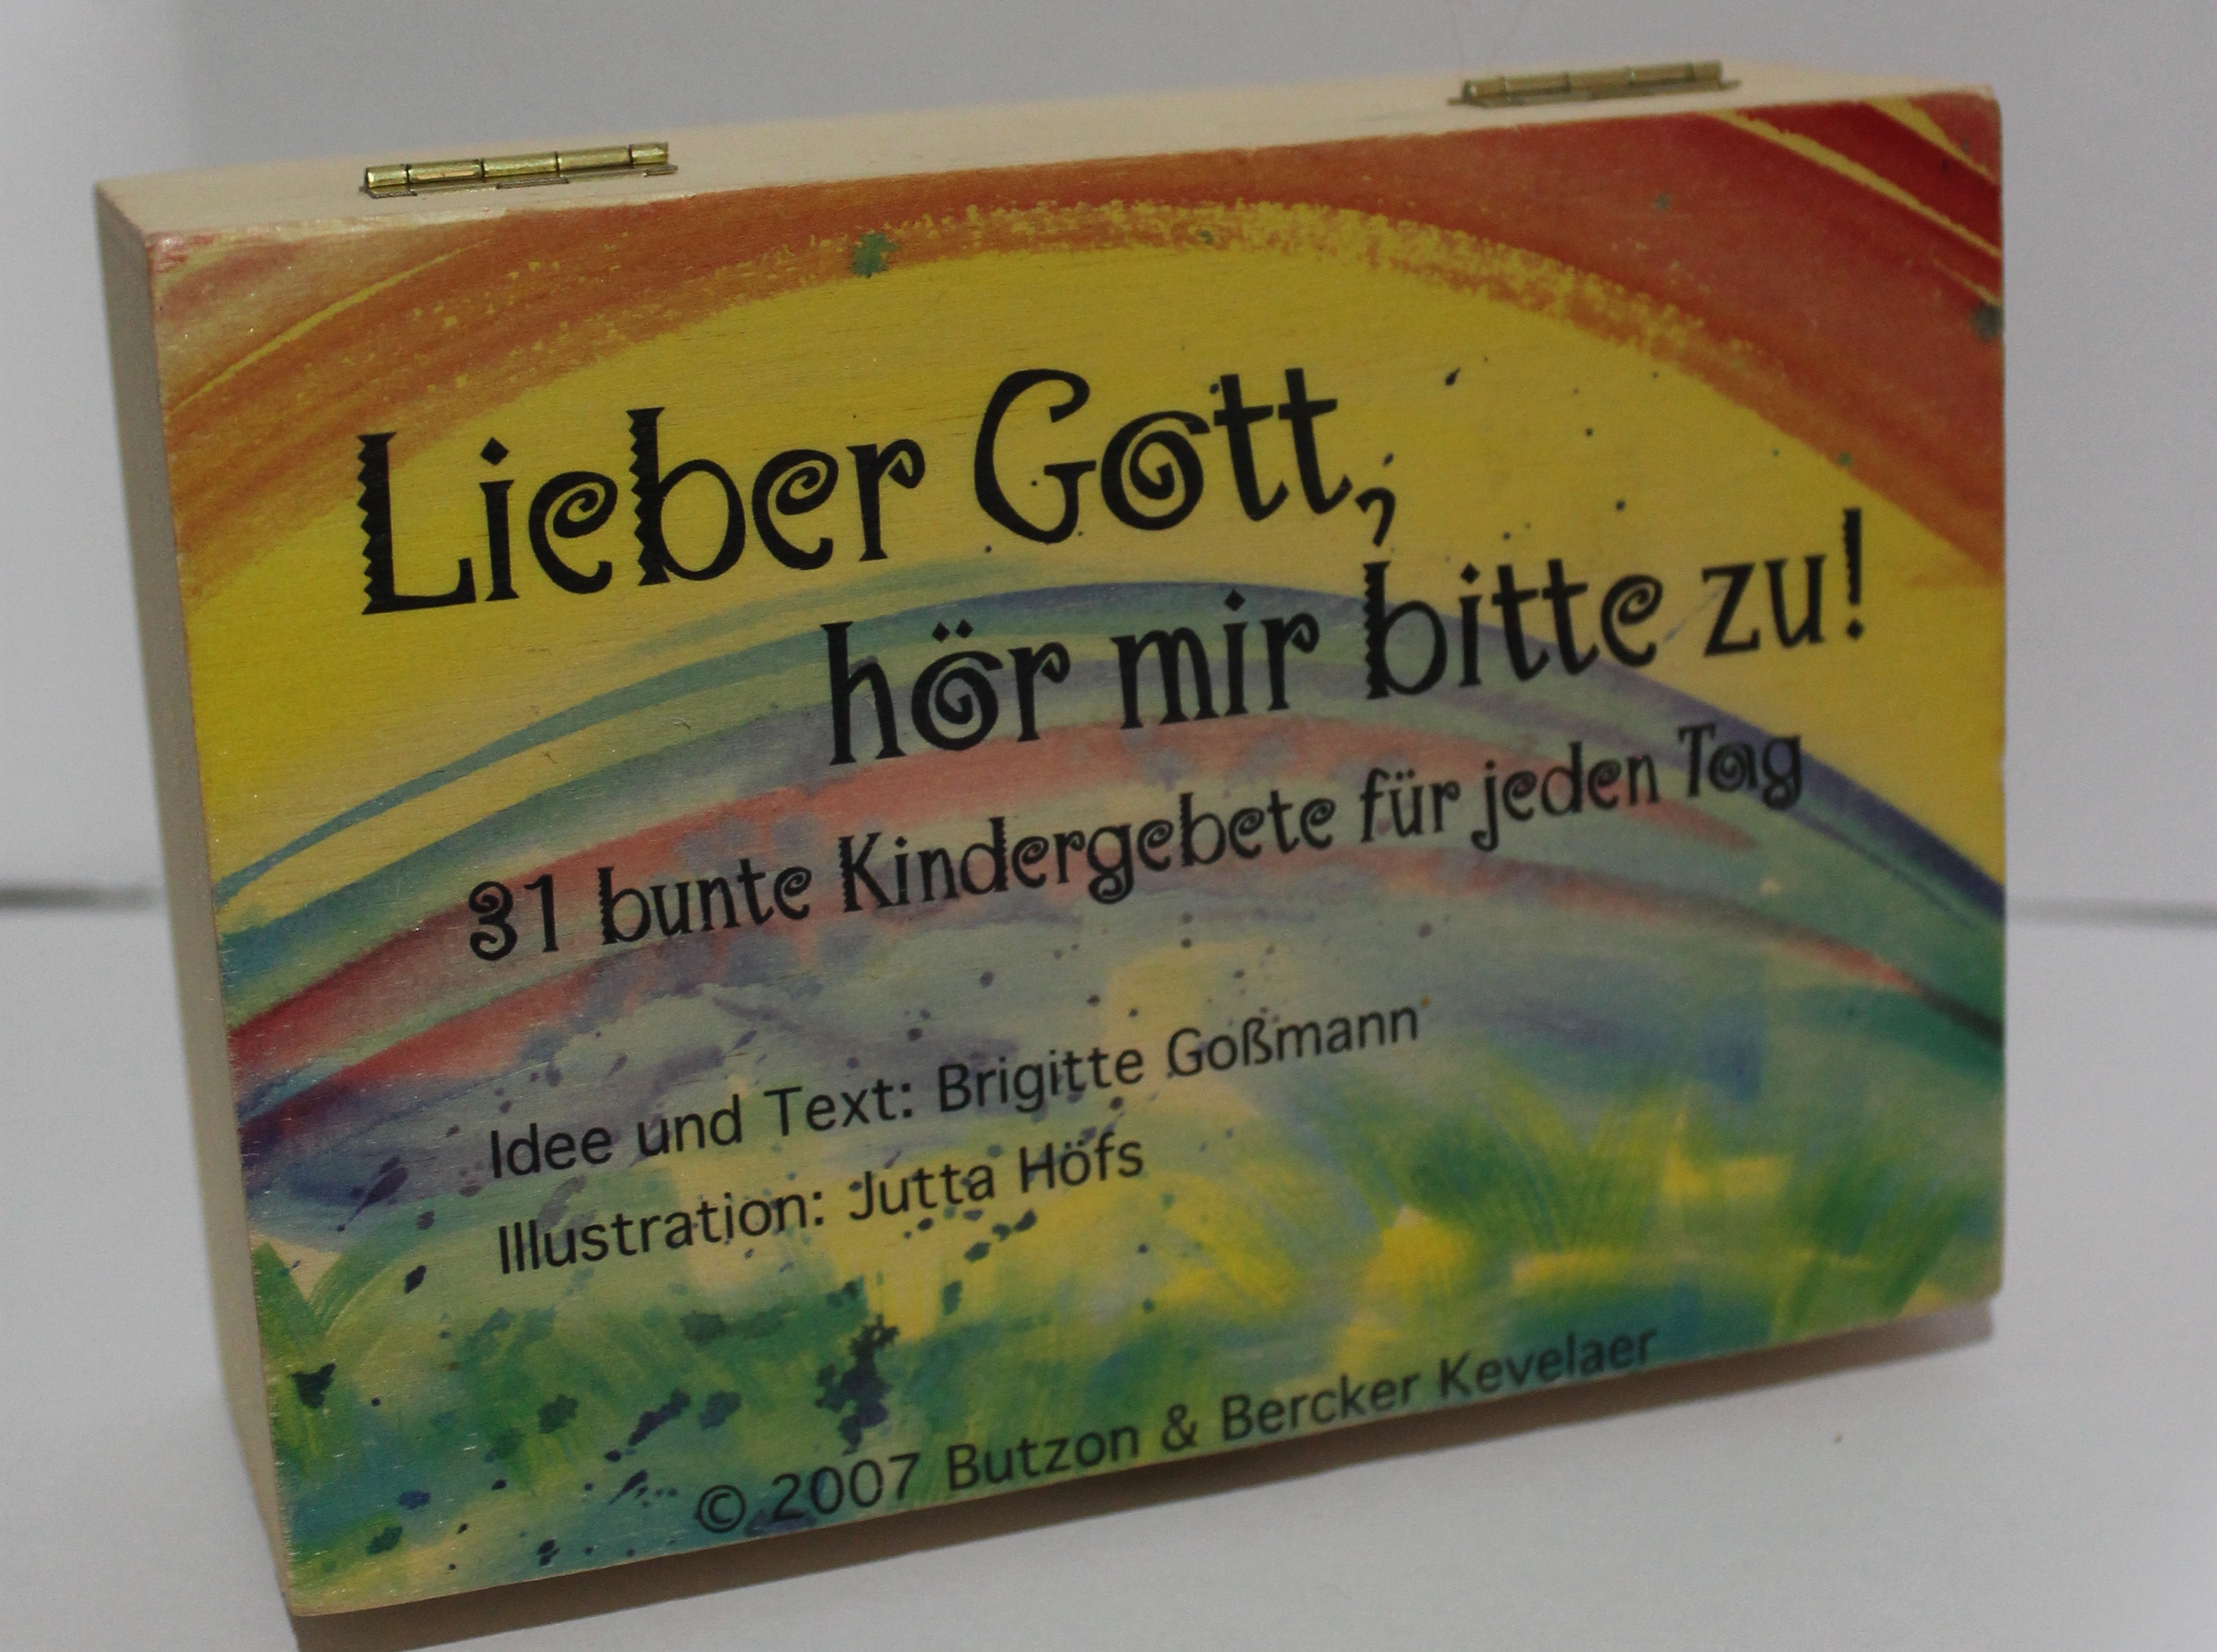 Lieber Gott,
hör mir bitte zu!
31 bunte Kindergebete für jeden Tag
Idee und Text: Brigitte Goßmann
Illustration: Jutta Höfs
© 2007 Butzon & Bercker Kevelaer